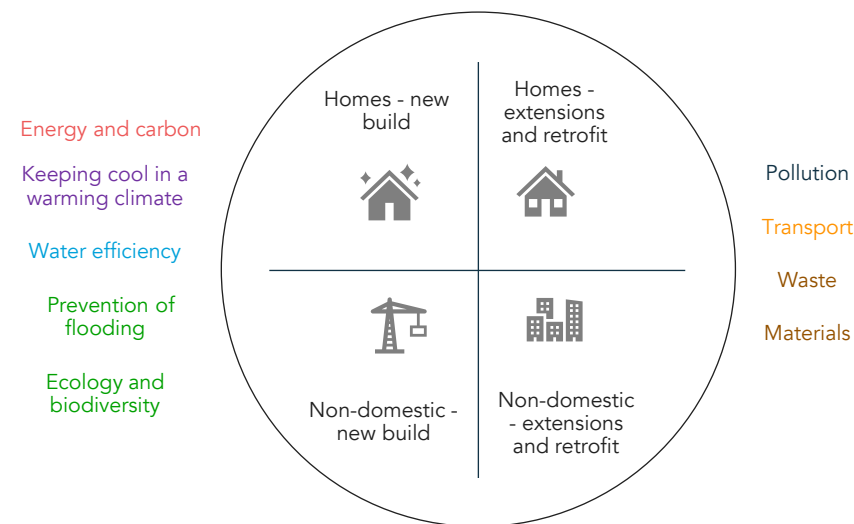 Energy and carbon
Keeping cool in a
warming climate
Water efficiency
Prevention of
flooding
Ecology and
biodiversity
Homes - new
build
Homes -
extensions
and retrofit
Non-domestic -
new build
Non-domestic
- extensions
and retrofit
Pollution
Transport
Waste
Materials